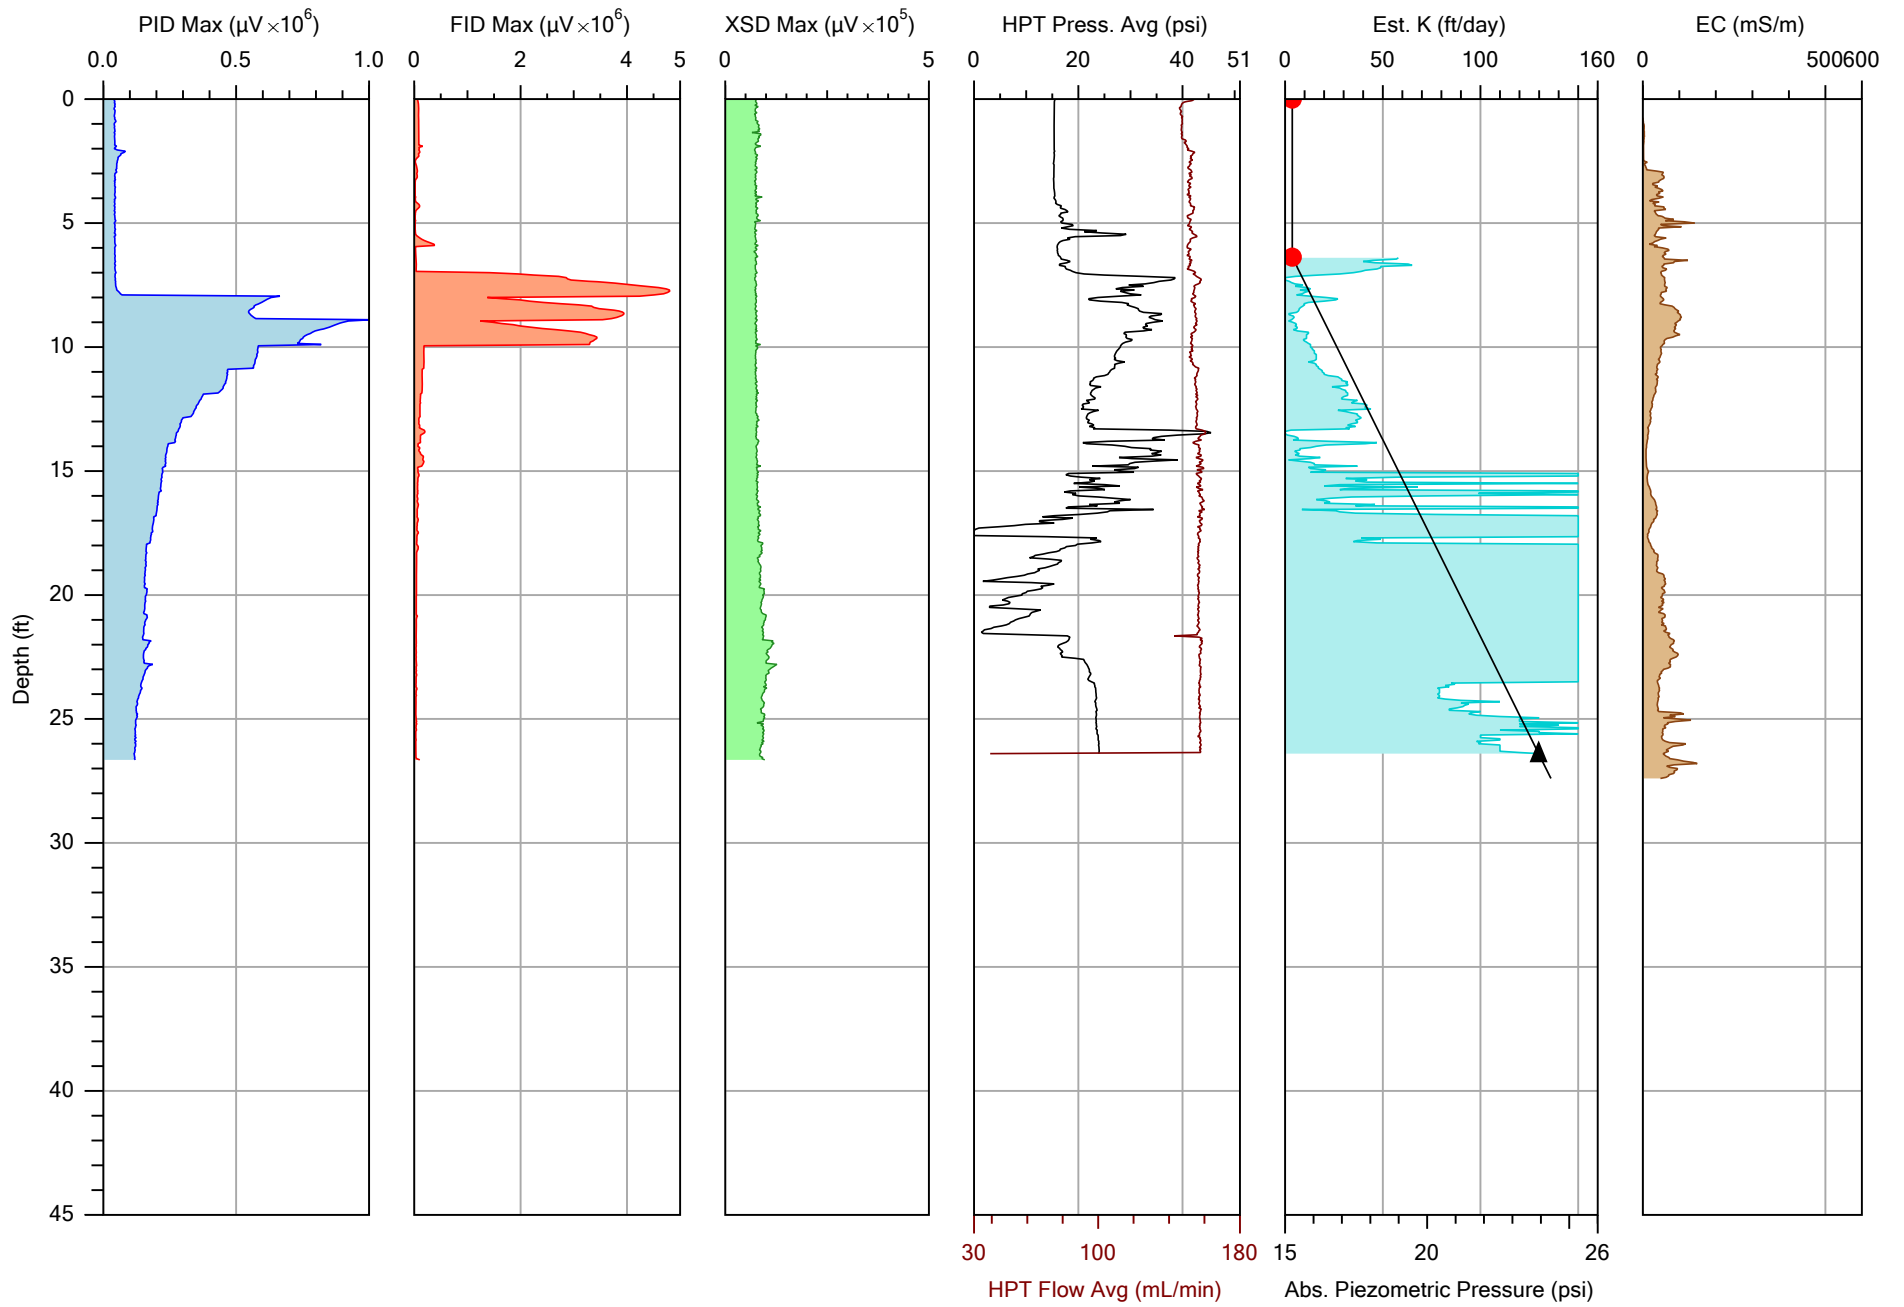 PID Max (µV ×10⁶) FID Max (µV ×10⁶) XSD Max (µV ×10⁵) HPT Press. Avg (psi) Est. K (ft/day) EC (mS/m)
0.0 0.5 1.0 0 2 4 5 0 5 0 20 40 51 0 50 100 160 0 500 600
0
5
10
15
20
25
30
35
40
45
Depth (ft)
30 100 180 15 20 26
HPT Flow Avg (mL/min) Abs. Piezometric Pressure (psi)